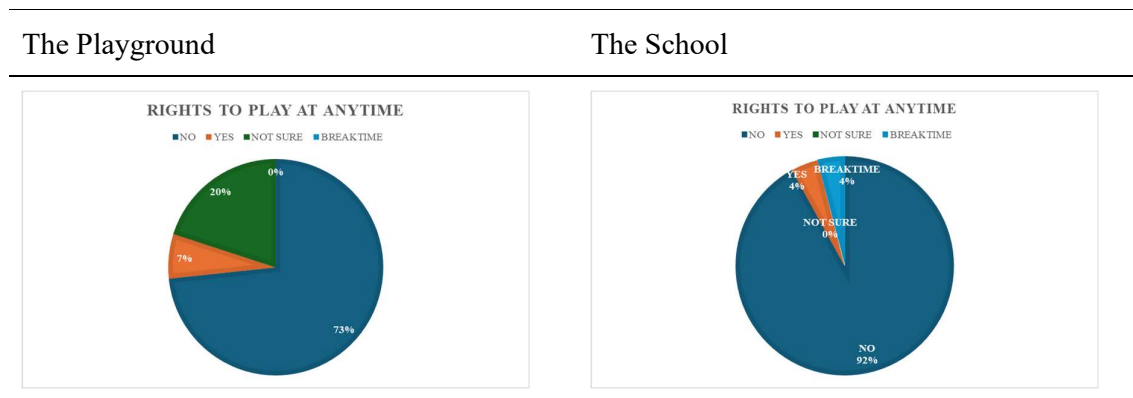 The Playground
The School
RIGHTS TO PLAY AT ANYTIME
NO YES NOT SURE BREAKTIME
0%
20%
7%
73%
RIGHTS TO PLAY AT ANYTIME
NO YES NOT SURE BREAKTIME
YES
4%
BREAKTIME
4%
NOT SURE
0%
NO
92%